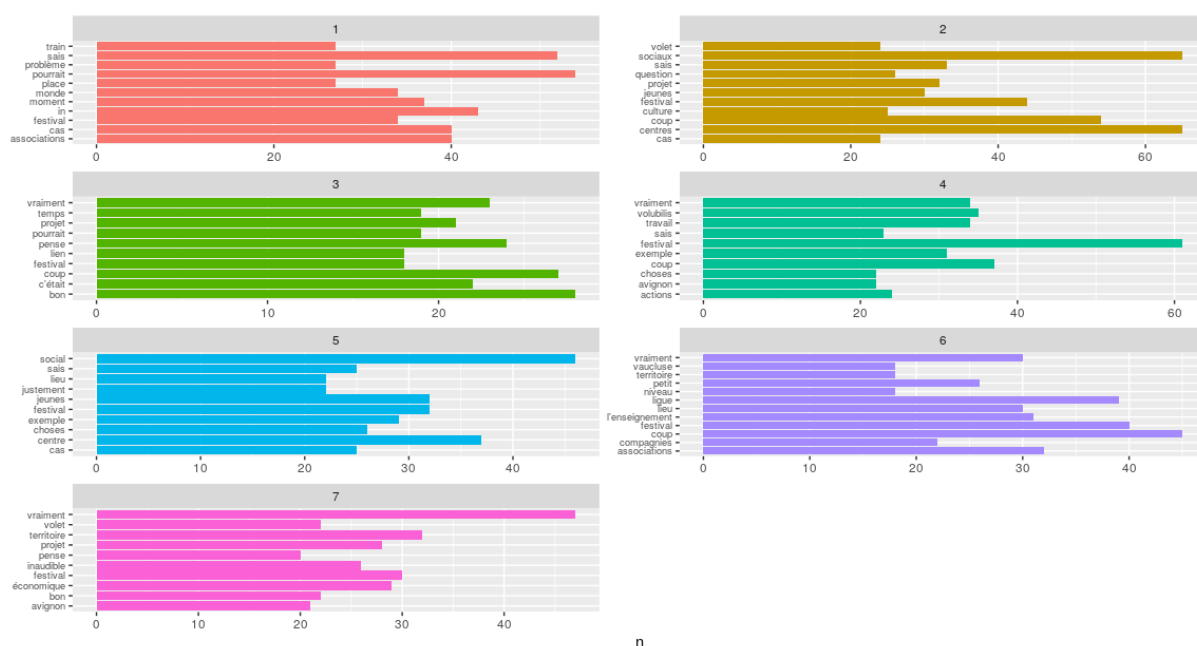 1
train
sais
problème
pourrait
place
monde
moment
in
festival
cas
associations
0 20 40
2
volet
sociaux
sais
question
projet
jeunes
festival
culture
coup
centres
cas
0 20 40 60
3
vraiment
temps
projet
pourrait
pense
lien
festival
coup
c'était
bon
0 10 20
4
vraiment
volubilis
travail
sais
festival
exemple
coup
choses
avignon
actions
0 20 40 60
5
social
sais
lieu
justement
jeunes
festival
exemple
choses
centre
cas
0 10 20 30 40
6
vraiment
vaucluse
territoire
petit
niveau
ligue
lieu
l'enseignement
festival
coup
compagnies
associations
0 10 20 30 40
7
vraiment
volet
territoire
projet
pense
inaudible
festival
économique
bon
avignon
0 10 20 30 40
n